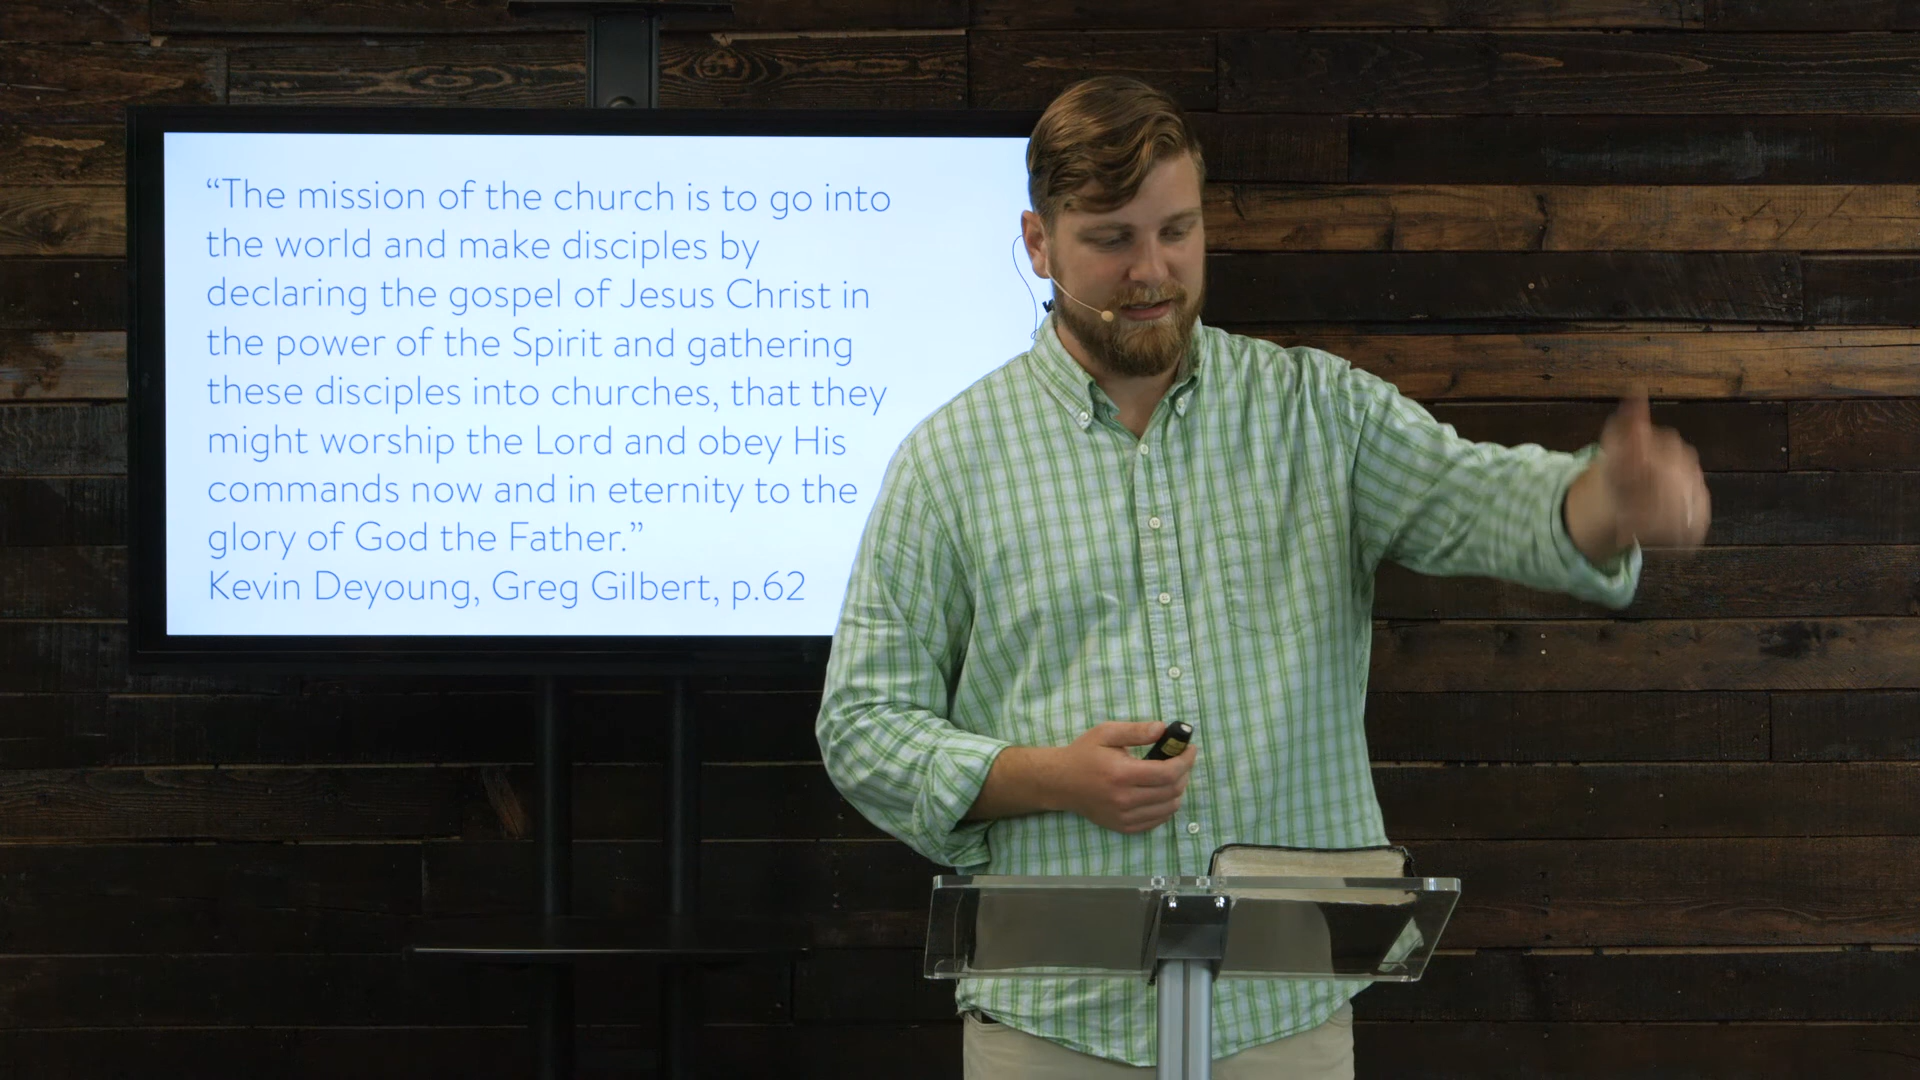 “The mission of the church is to go into
the world and make disciples by
declaring the gospel of Jesus Christ in
the power of the Spirit and gathering
these disciples into churches, that they
might worship the Lord and obey His
commands now and in eternity to the
glory of God the Father.”
Kevin Deyoung, Greg Gilbert, p.62